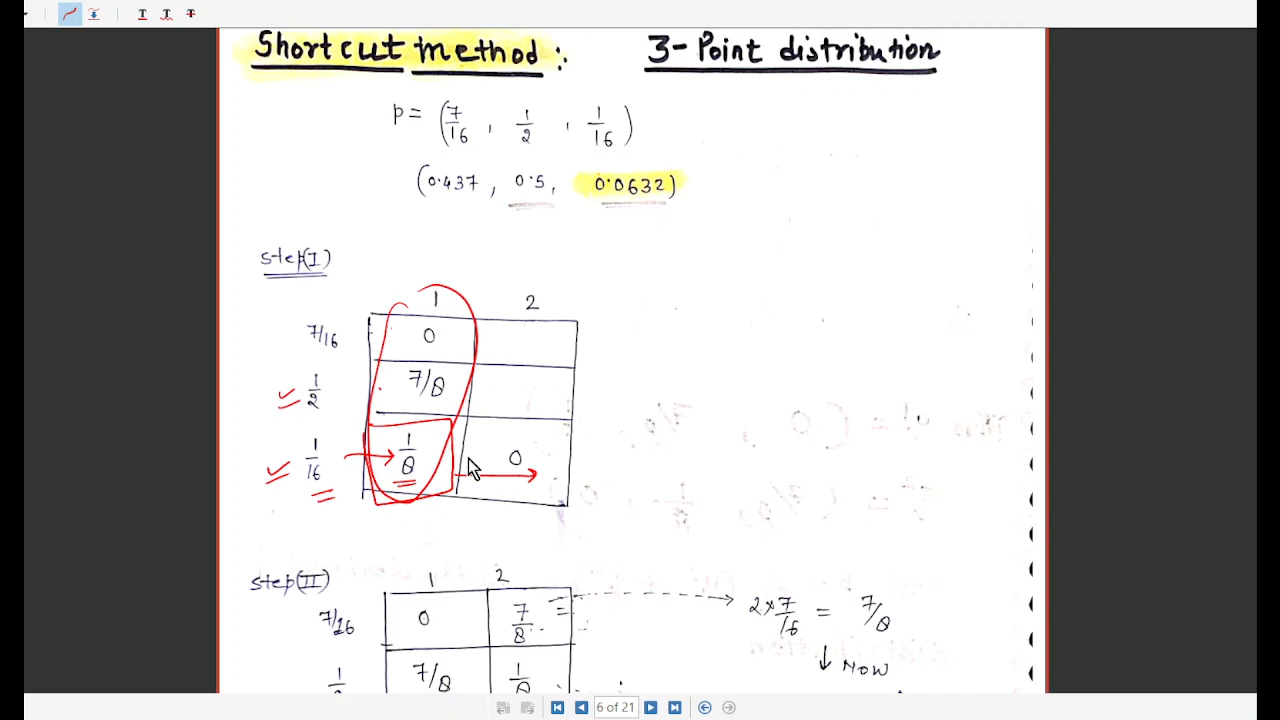 Shortcut method :
3-Point distribution
p = (7/16 , 1/2 , 1/16)
(0.437 , 0.5 , 0.0632)
step(I)
1 2
7/16 0
1/2 7/8
1/16 1/8 0
step(II)
1 2
7/16 0 7/8 2×7/16 = 7/8
↓ NOW
7/8 1/8
6 of 21